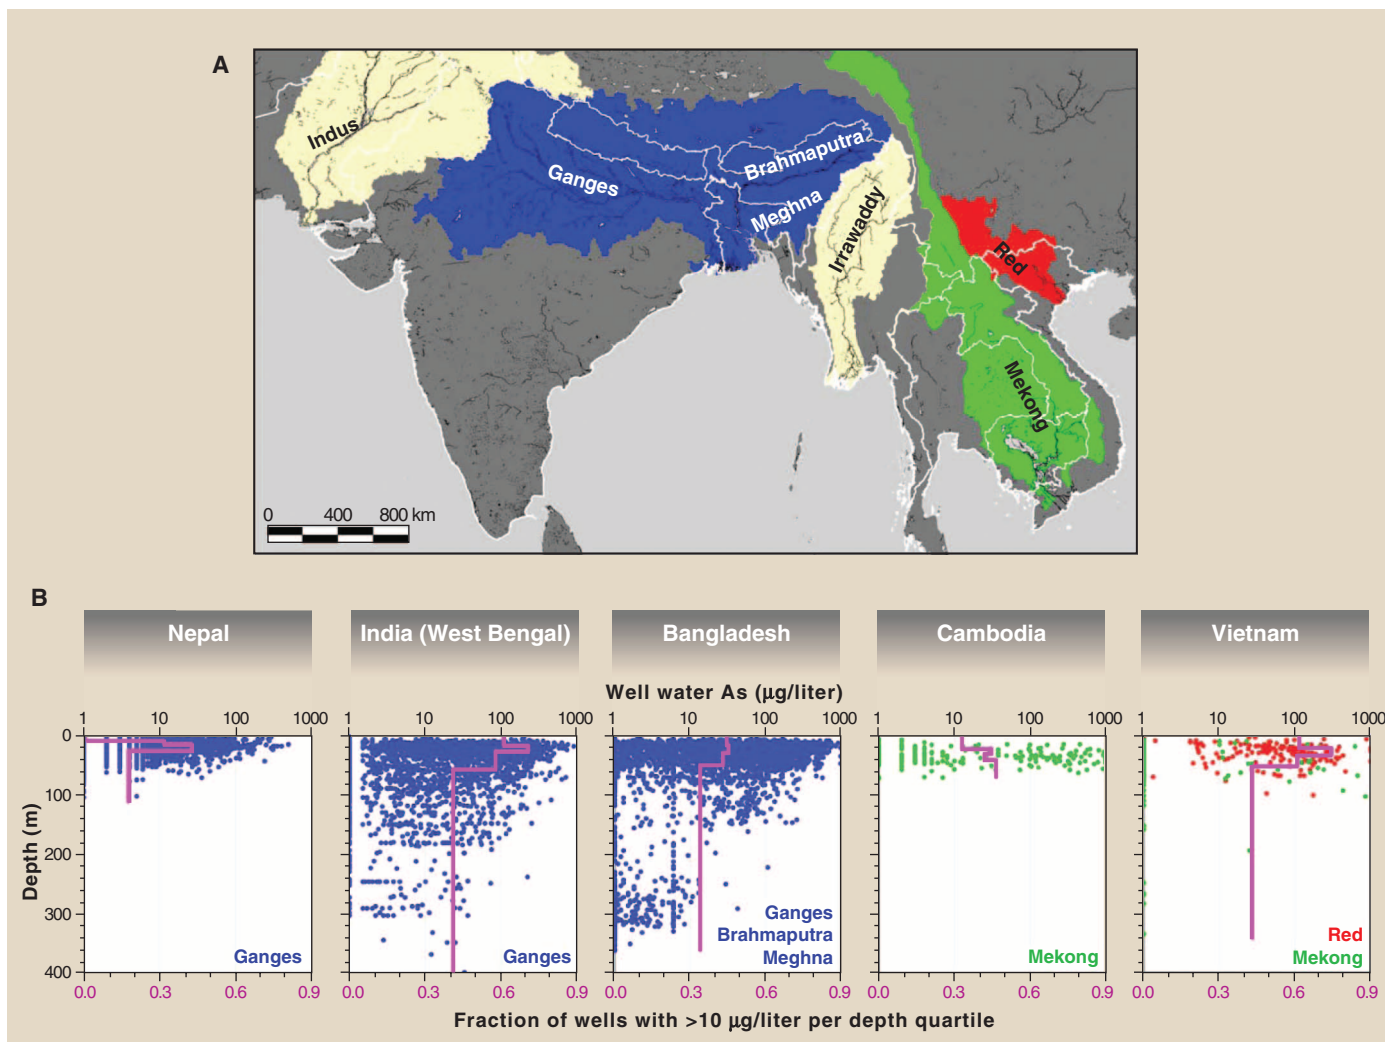 A
Indus
Ganges
Brahmaputra
Meghna
Irrawaddy
Red
Mekong
0 400 800 km
B
Nepal India (West Bengal) Bangladesh Cambodia Vietnam
Well water As (µg/liter)
1 10 100 1000 1 10 100 1000 1 10 100 1000 1 10 100 1000 1 10 100 1000
0
100
200
300
400
Depth (m)
Ganges
Ganges
Ganges
Brahmaputra
Meghna
Mekong
Red
Mekong
0.0 0.3 0.6 0.9 0.0 0.3 0.6 0.9 0.0 0.3 0.6 0.9 0.0 0.3 0.6 0.9 0.0 0.3 0.6 0.9
Fraction of wells with >10 µg/liter per depth quartile